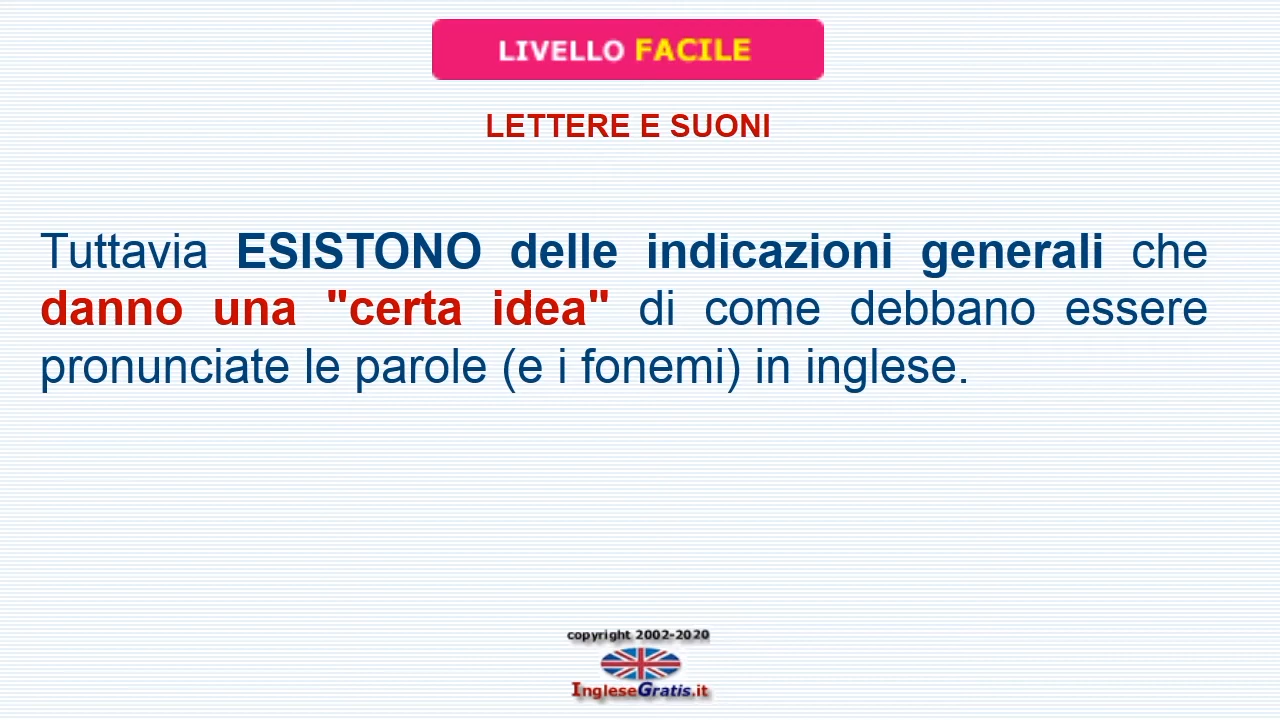 LIVELLO FACILE
LETTERE E SUONI
Tuttavia ESISTONO delle indicazioni generali che
danno una "certa idea" di come debbano essere
pronunciate le parole (e i fonemi) in inglese.
copyright 2002-2020
IngleseGratis.it